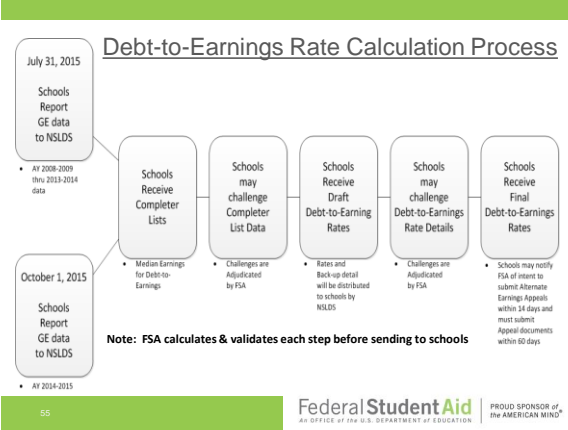 Debt-to-Earnings Rate Calculation Process
July 31, 2015
Schools
Report
GE data
to NSLDS
• AY 2008-2009
thru 2013-2014
data
October 1, 2015
Schools
Report
GE data
to NSLDS
• AY 2014-2015
Schools
Receive
Completer
Lists
• Median Earnings
for Debt-to-
Earnings
Schools
may
challenge
Completer
List Data
• Challenges are
Adjudicated
by FSA
Schools
Receive
Draft
Debt-to-Earning
Rates
• Rates and
Back-up detail
will be distributed
to schools by
NSLDS
Schools
may
challenge
Debt-to-Earnings
Rate Details
• Challenges are
Adjudicated
by FSA
Schools
Receive
Final
Debt-to-Earnings
Rates
• Schools may notify
FSA of intent to
submit Alternate
Earnings Appeals
within 14 days and
must submit
Appeal documents
within 60 days
Note: FSA calculates & validates each step before sending to schools
55
Federal Student Aid
An OFFICE of the U.S. DEPARTMENT of EDUCATION
PROUD SPONSOR of
the AMERICAN MIND®